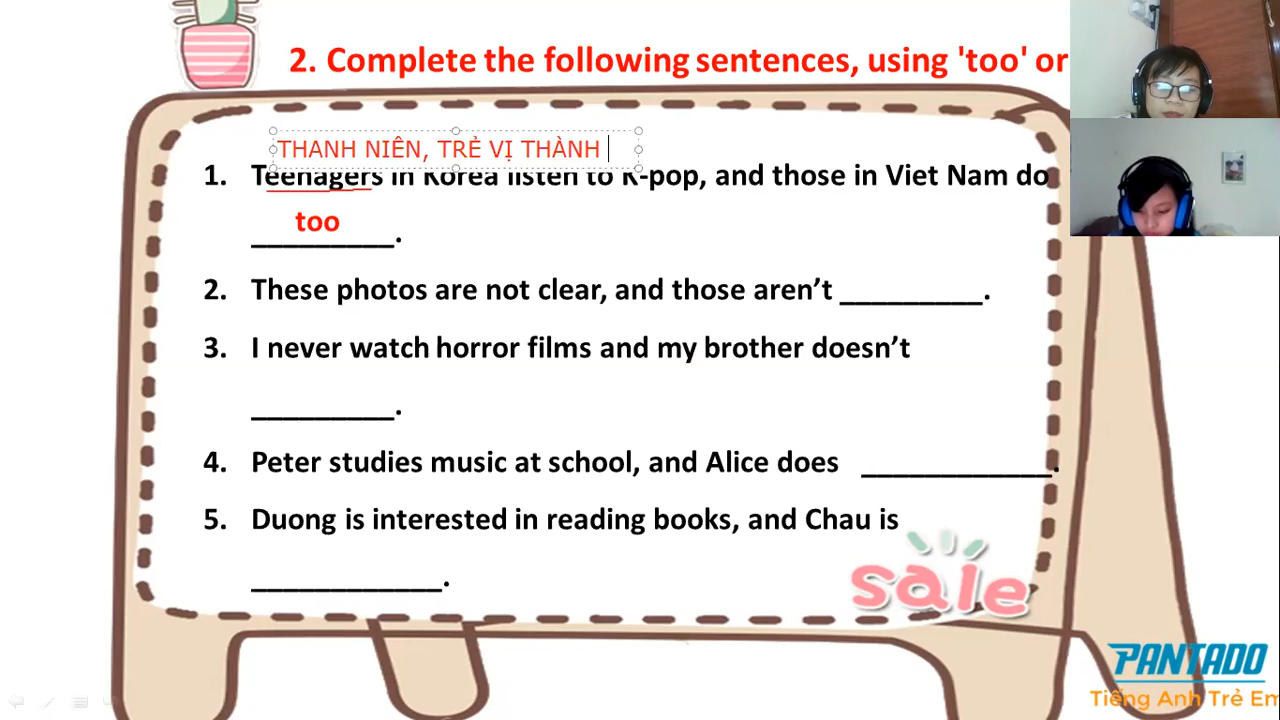 2. Complete the following sentences, using 'too' or
THANH NIÊN, TRẺ VỊ THÀNH
1. Teenagers in Korea listen to K-pop, and those in Viet Nam do
too
_________.
2. These photos are not clear, and those aren’t _________.
3. I never watch horror films and my brother doesn’t
_________.
4. Peter studies music at school, and Alice does ____________.
5. Duong is interested in reading books, and Chau is
____________.
sale
PANTADO
Tiếng Anh Trẻ Em